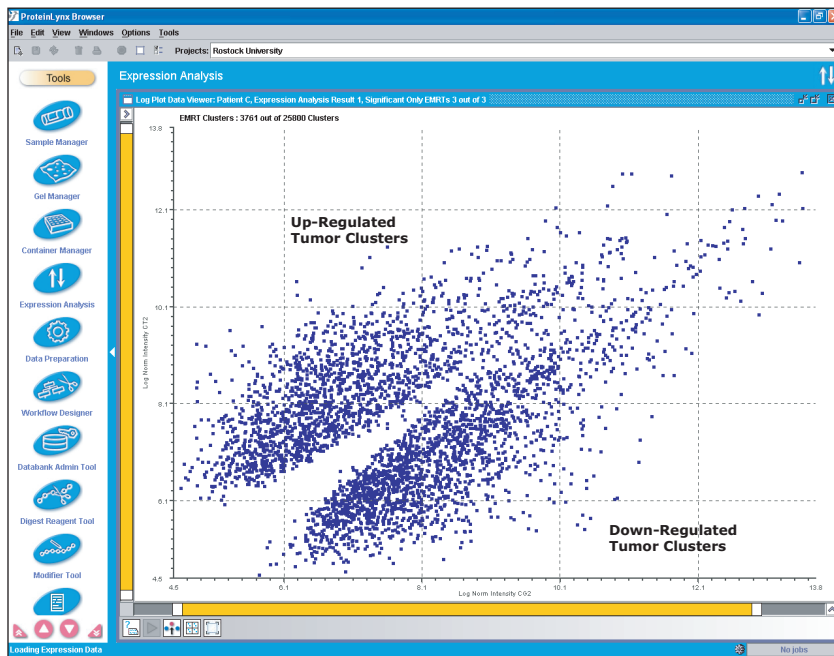 ProteinLynx Browser
File Edit View Windows Options Tools
Projects: Rostock University
Tools
Expression Analysis
Sample Manager
Gel Manager
Container Manager
Expression Analysis
Data Preparation
Workflow Designer
Databank Admin Tool
Digest Reagent Tool
Modifier Tool
Log Plot Data Viewer: Patient C, Expression Analysis Result 1, Significant Only EMRTs 3 out of 3
EMRT Clusters : 3761 out of 25800 Clusters
13.8
12.1
10.1
8.1
6.1
4.5
Log Norm Intensity CT2
Up-Regulated
Tumor Clusters
Down-Regulated
Tumor Clusters
4.5 6.1 8.1 10.1 12.1 13.8
Log Norm Intensity CG2
Loading Expression Data
No jobs